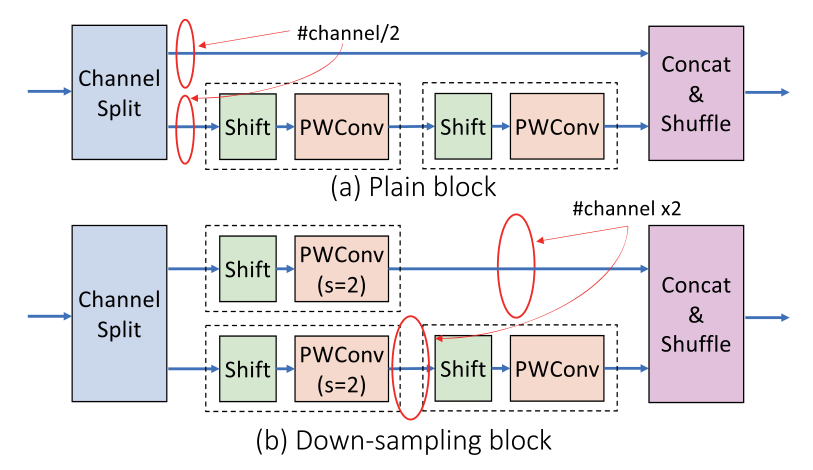 #channel/2
Channel
Split
Shift
PWConv
Shift
PWConv
Concat
&
Shuffle
(a) Plain block
#channel x2
Channel
Split
Shift
PWConv
(s=2)
Shift
PWConv
(s=2)
Shift
PWConv
Concat
&
Shuffle
(b) Down-sampling block